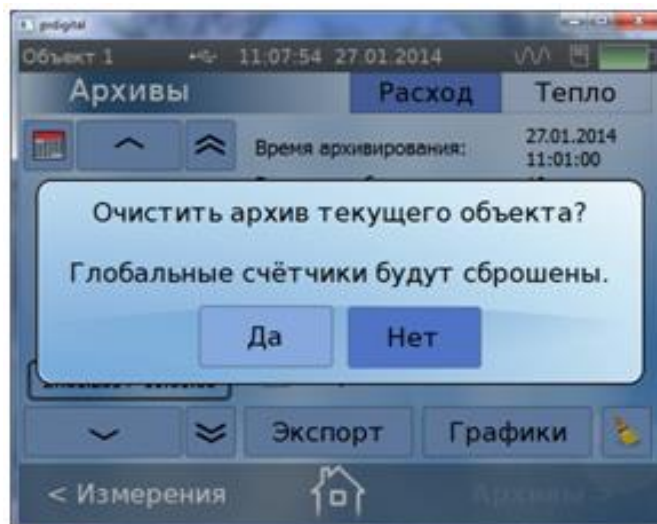 prdigital
Объект 1 11:07:54 27.01.2014
Архивы Расход Тепло
Время архивирования: 27.01.2014
11:01:00
Очистить архив текущего объекта?
Глобальные счётчики будут сброшены.
Да Нет
Экспорт Графики
< Измерения Архивы >